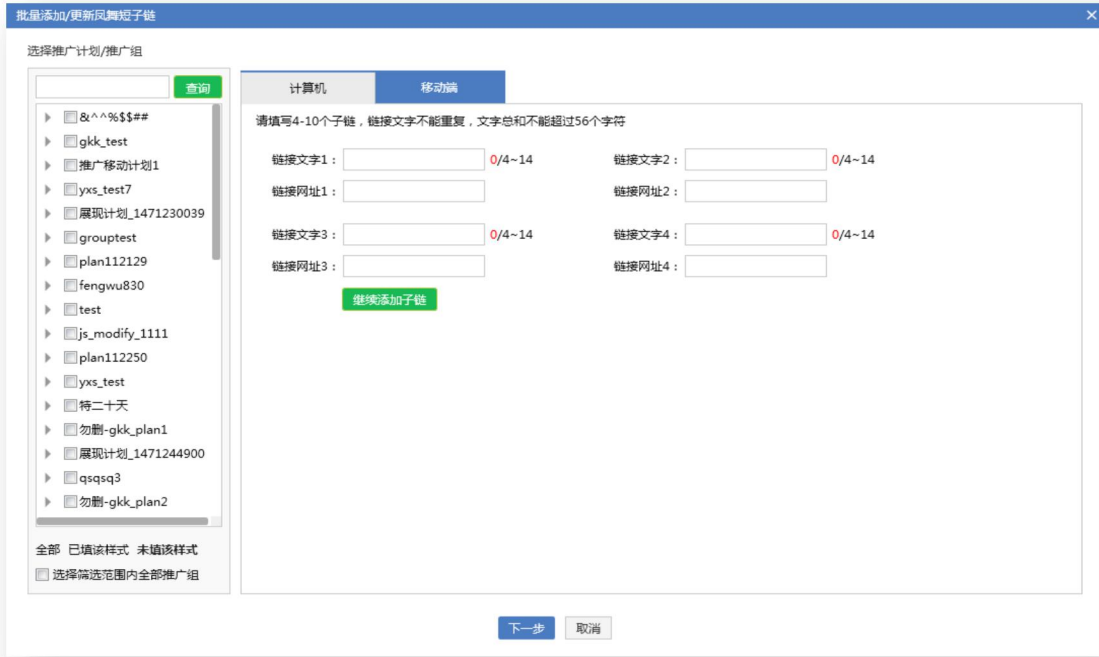 批量添加/更新凤舞短子链
选择推广计划/推广组
查询
&^^%$$##
gkk_test
推广移动计划1
yxs_test7
展现计划_1471230039
grouptest
plan112129
fengwu830
test
js_modify_1111
plan112250
yxs_test
特二十天
勿删-gkk_plan1
展现计划_1471244900
qsqsq3
勿删-gkk_plan2
全部 已填该样式 未填该样式
选择筛选范围内全部推广组
计算机 移动端
请填写4-10个子链，链接文字不能重复，文字总和不能超过56个字符
链接文字1： 0/4~14 链接文字2： 0/4~14
链接网址1： 链接网址2：
链接文字3： 0/4~14 链接文字4： 0/4~14
链接网址3： 链接网址4：
继续添加子链
下一步 取消